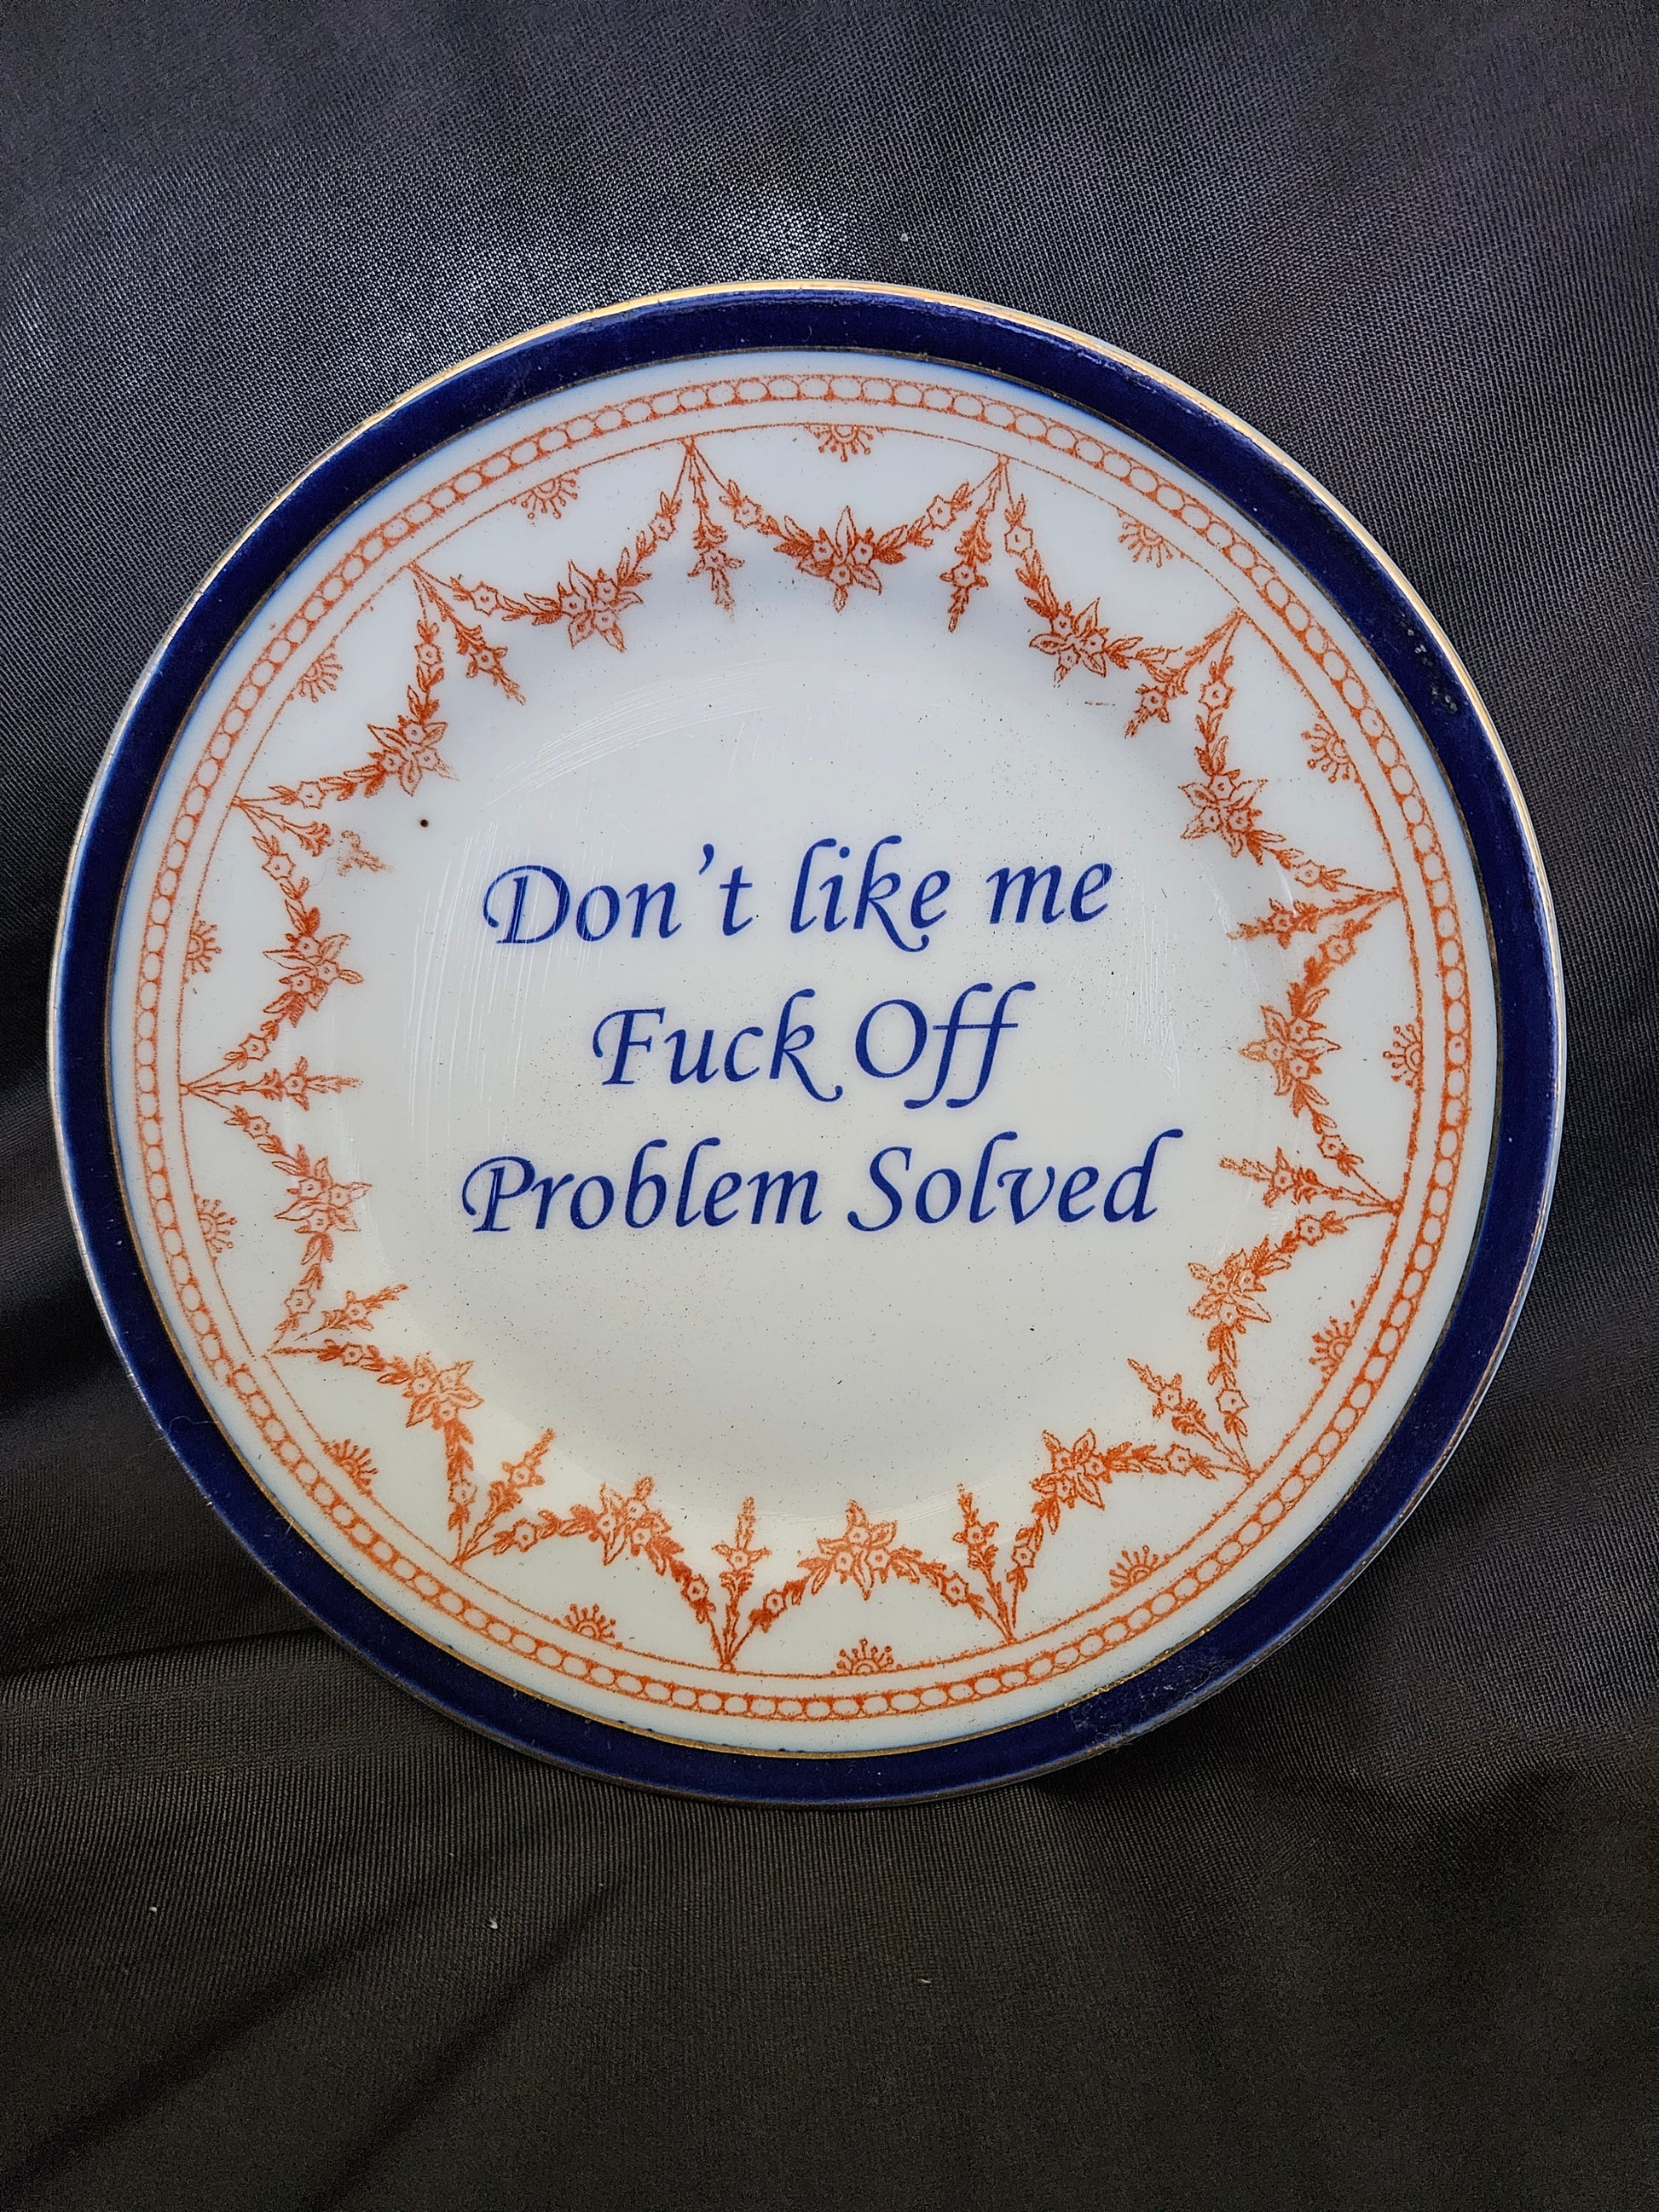 Don't like me
Fuck Off
Problem Solved